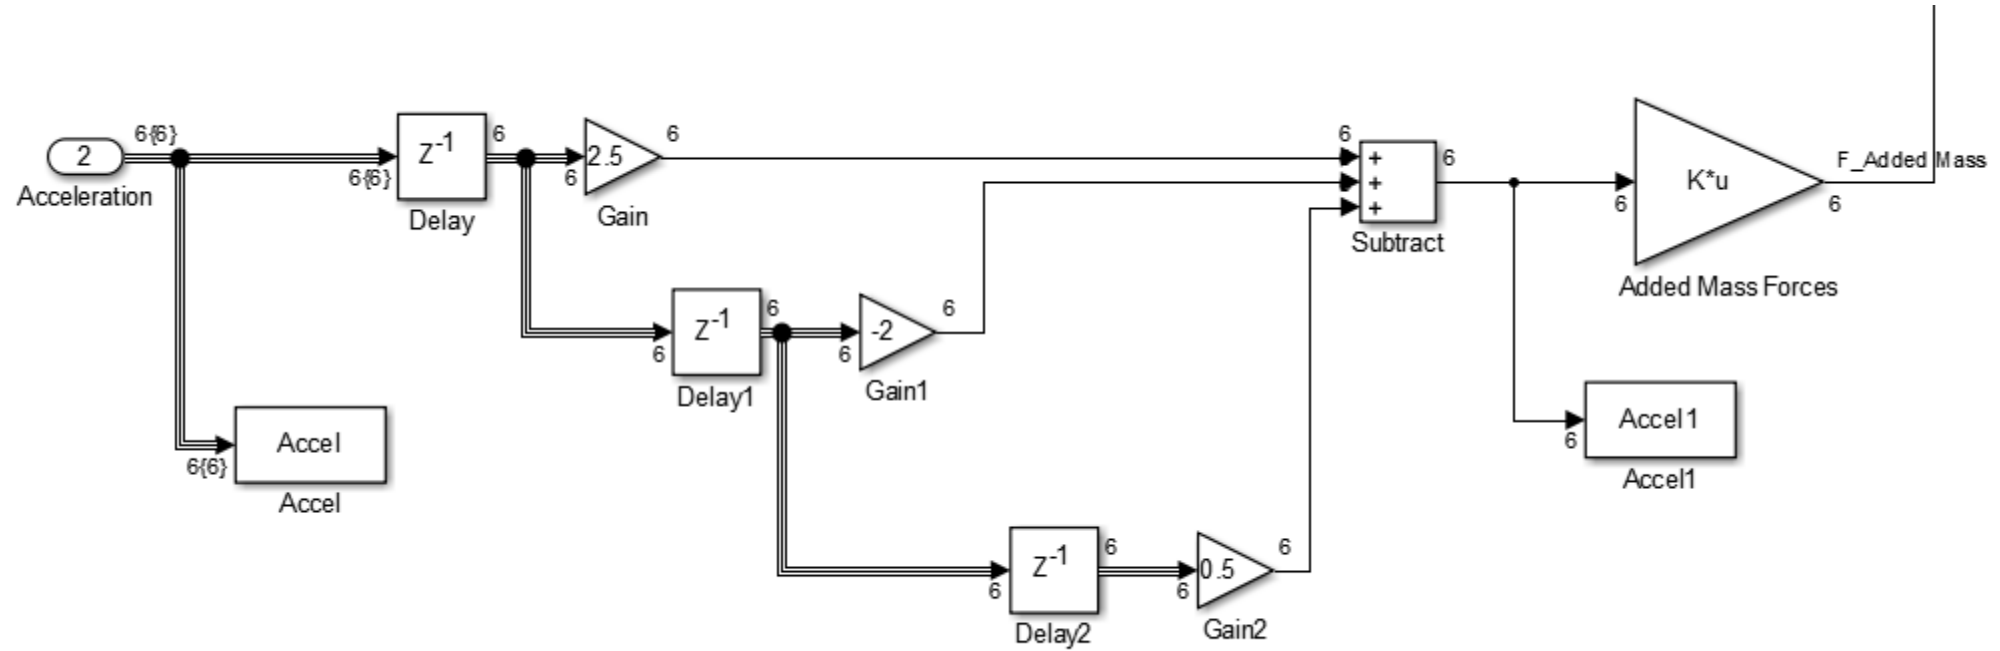 6{6}
2
Acceleration
6{6}
Z-1
6
Delay
6
2.5
6
Gain
6
+
+
+
6
Subtract
6
K*u
Added Mass Forces
F_Added Mass
6
6
Z-1
6
Delay1
6
-2
6
Gain1
6{6}
Accel
Accel
6
Accel1
Accel1
6
Z-1
6
Delay2
6
0.5
6
Gain2